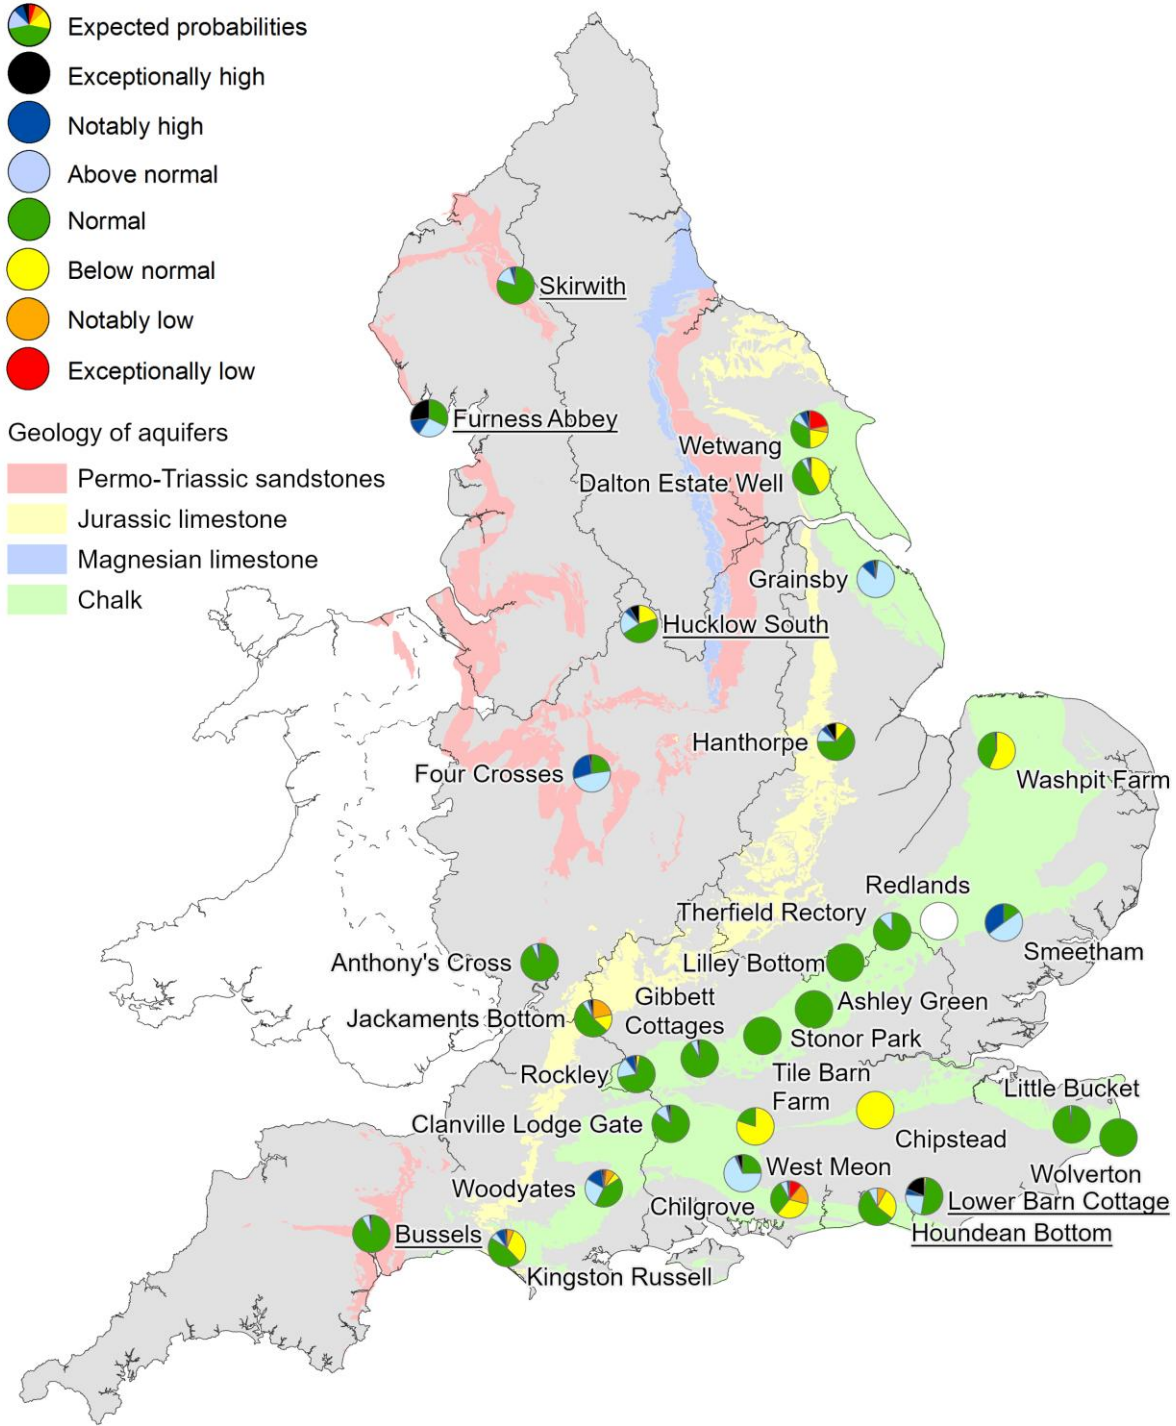 Expected probabilities
Exceptionally high
Notably high
Above normal
Normal
Below normal
Notably low
Exceptionally low
Geology of aquifers
Permo-Triassic sandstones
Jurassic limestone
Magnesian limestone
Chalk
Skirwith
Furness Abbey
Wetwang
Dalton Estate Well
Grainsby
Hucklow South
Hanthorpe
Four Crosses
Washpit Farm
Redlands
Therfield Rectory
Smeetham
Anthony's Cross
Lilley Bottom
Jackaments Bottom
Gibbett
Cottages
Ashley Green
Stonor Park
Rockley
Tile Barn
Farm
Little Bucket
Clanville Lodge Gate
Chipstead
West Meon
Wolverton
Woodyates
Chilgrove
Lower Barn Cottage
Houndean Bottom
Bussels
Kingston Russell